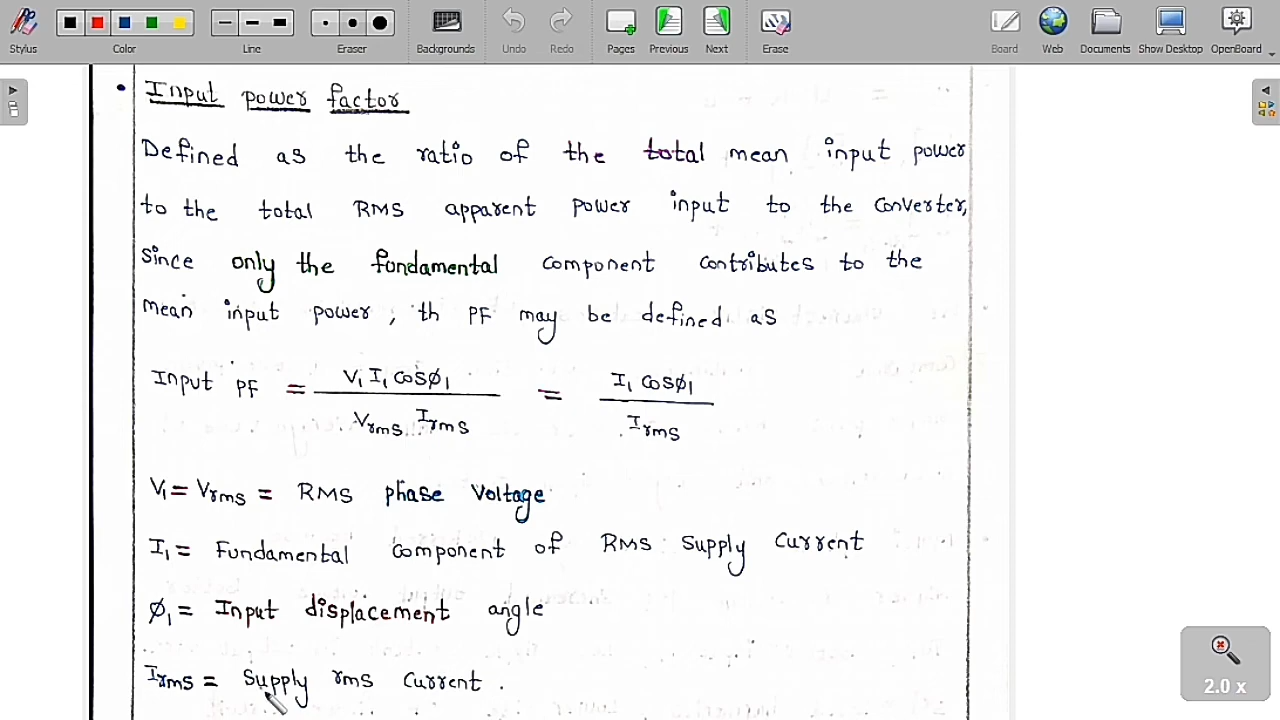 Stylus
Color
Line
Eraser
Backgrounds
Undo
Redo
Pages
Previous
Next
Erase
Board
Web
Documents
Show Desktop
OpenBoard
• Input power factor
Defined as the ratio of the total mean input power
to the total RMS apparent power input to the converter,
since only the fundamental component contributes to the
mean input power, th PF may be defined as
Input PF = V₁ I₁ cosφ₁ / Vrms Irms = I₁ cosφ₁ / Irms
V₁ = Vrms = RMS phase voltage
I₁ = Fundamental component of RMS supply current
φ₁ = Input displacement angle
Irms = Supply rms current.
2.0 x